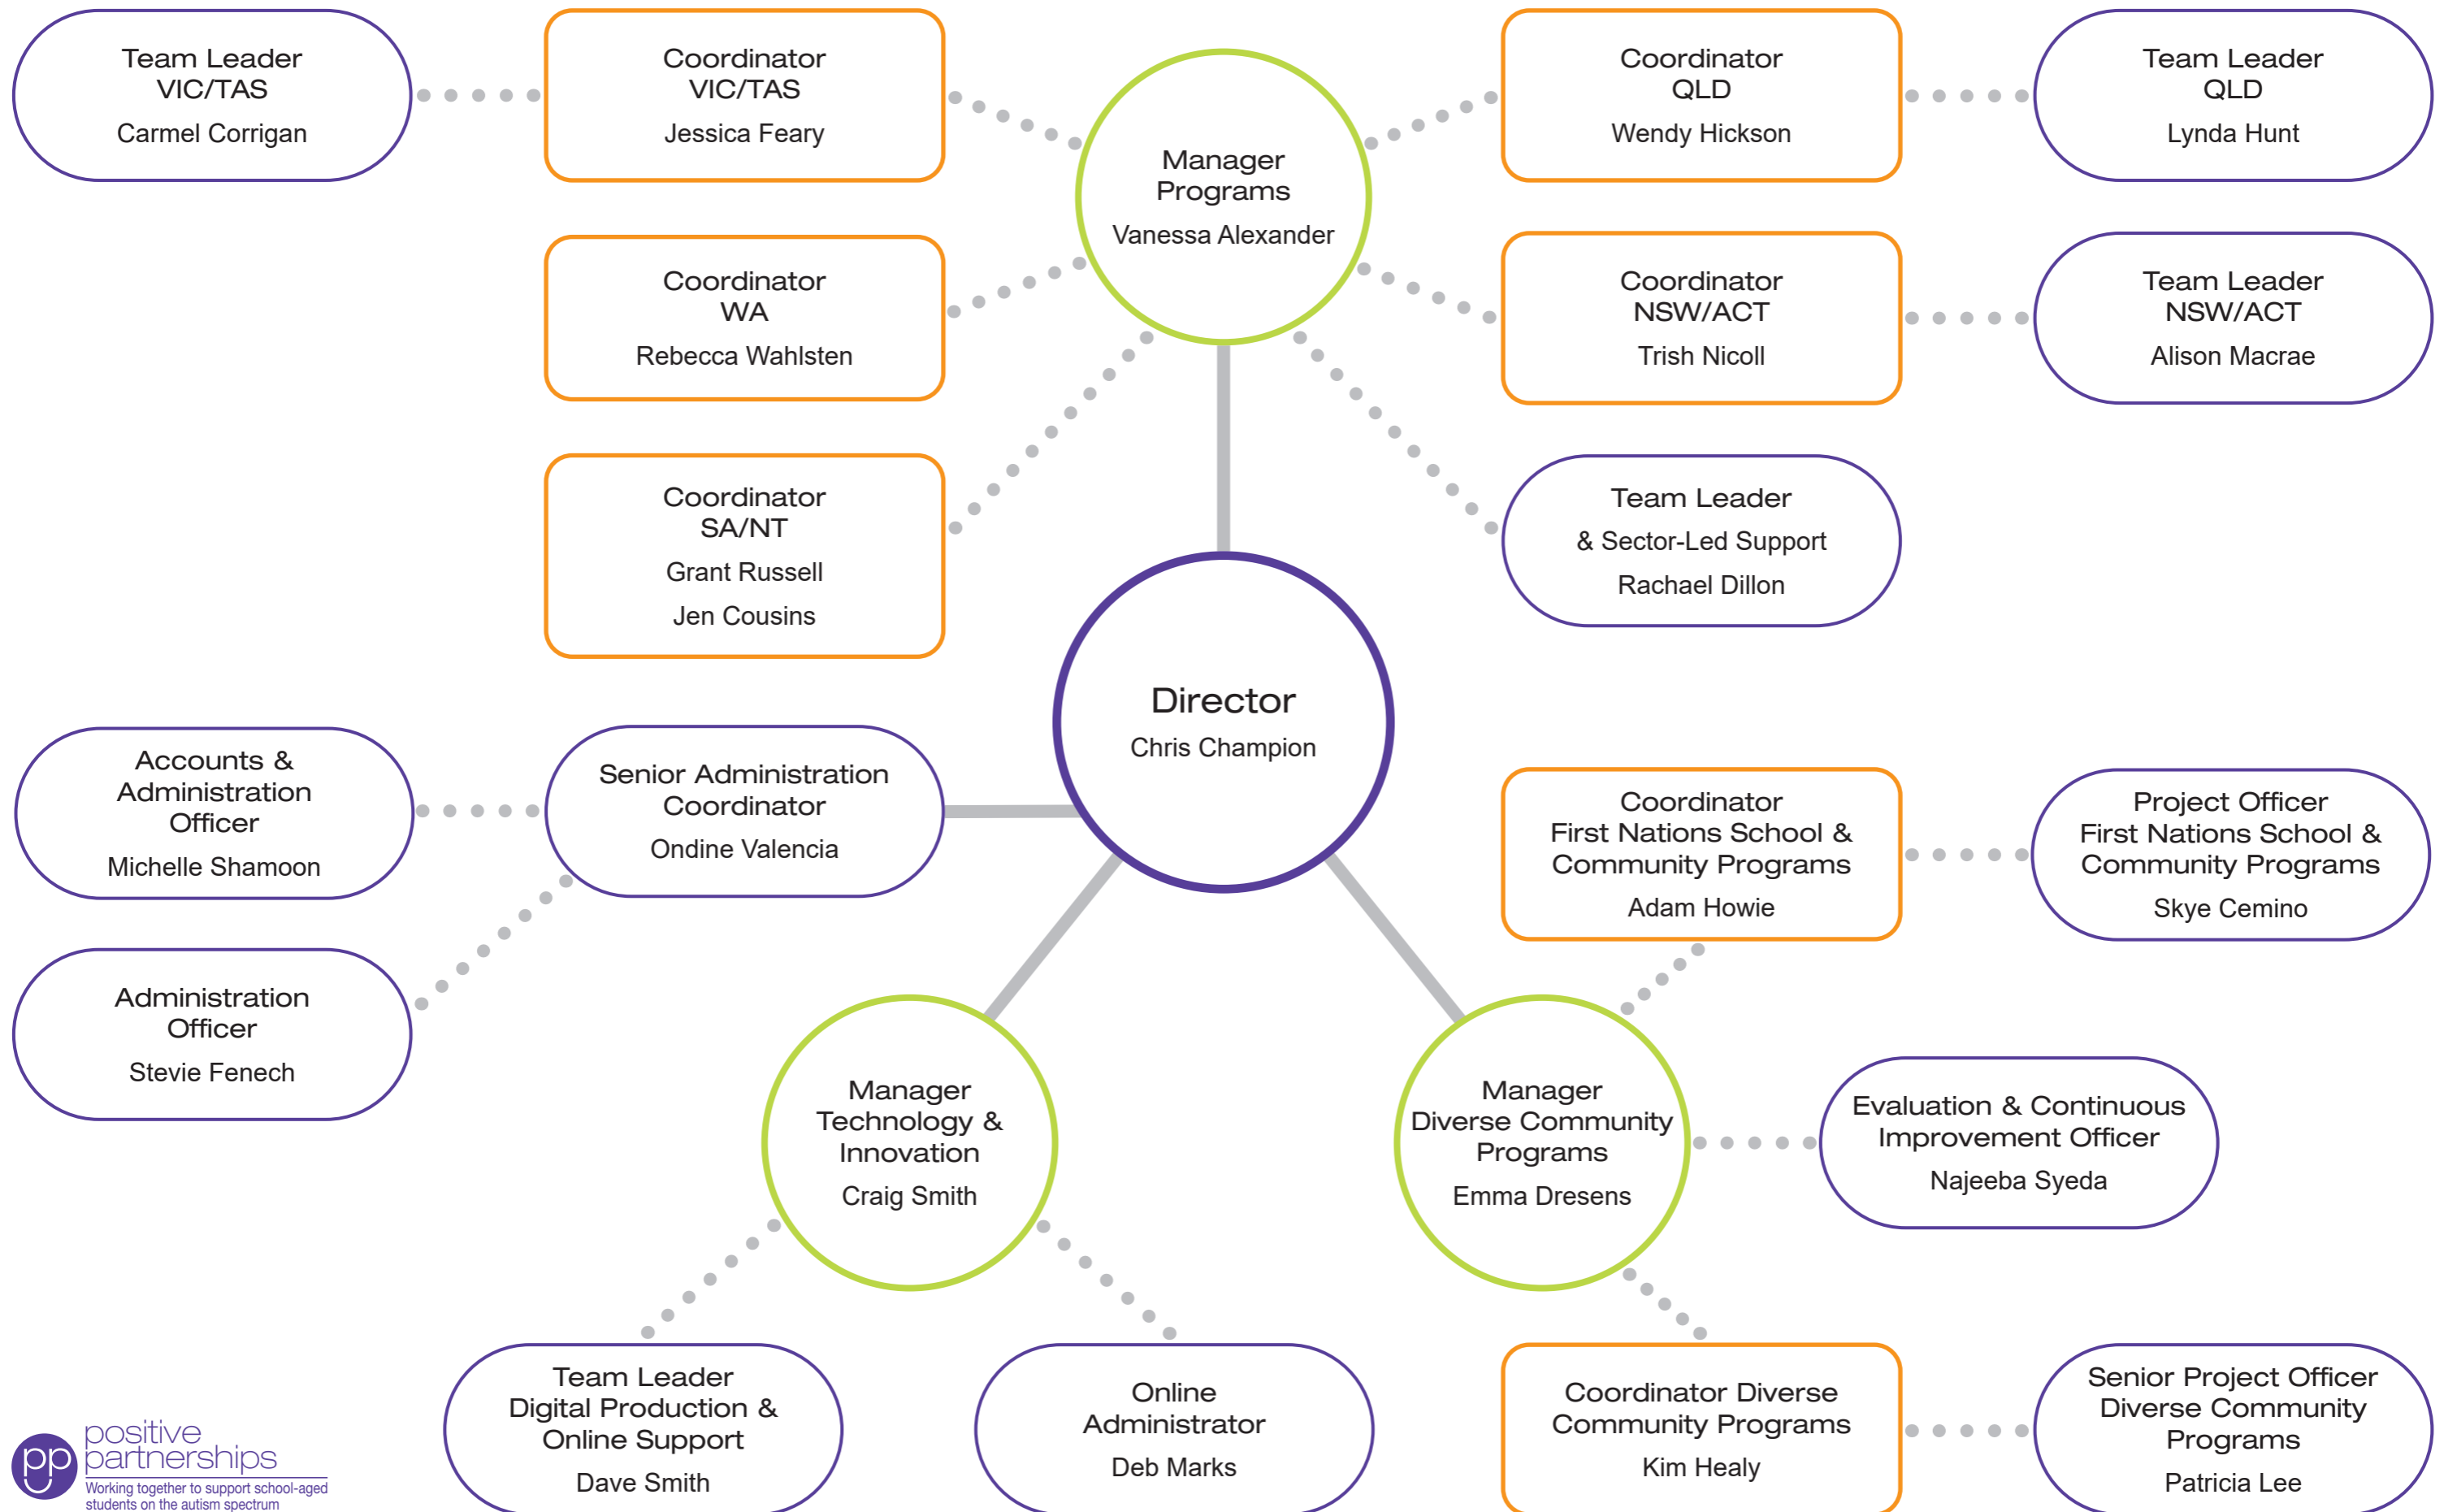 Team Leader
VIC/TAS
Carmel Corrigan
Coordinator
VIC/TAS
Jessica Feary
Manager
Programs
Vanessa Alexander
Coordinator
QLD
Wendy Hickson
Team Leader
QLD
Lynda Hunt
Coordinator
WA
Rebecca Wahlsten
Coordinator
NSW/ACT
Trish Nicoll
Team Leader
NSW/ACT
Alison Macrae
Coordinator
SA/NT
Grant Russell
Jen Cousins
Team Leader
& Sector-Led Support
Rachael Dillon
Director
Chris Champion
Accounts &
Administration
Officer
Michelle Shamoon
Senior Administration
Coordinator
Ondine Valencia
Coordinator
First Nations School &
Community Programs
Adam Howie
Project Officer
First Nations School &
Community Programs
Skye Cemino
Administration
Officer
Stevie Fenech
Manager
Technology &
Innovation
Craig Smith
Manager
Diverse Community
Programs
Emma Dresens
Evaluation & Continuous
Improvement Officer
Najeeba Syeda
Team Leader
Digital Production &
Online Support
Dave Smith
Online
Administrator
Deb Marks
Coordinator Diverse
Community Programs
Kim Healy
Senior Project Officer
Diverse Community
Programs
Patricia Lee
pp
positive
partnerships
Working together to support school-aged
students on the autism spectrum